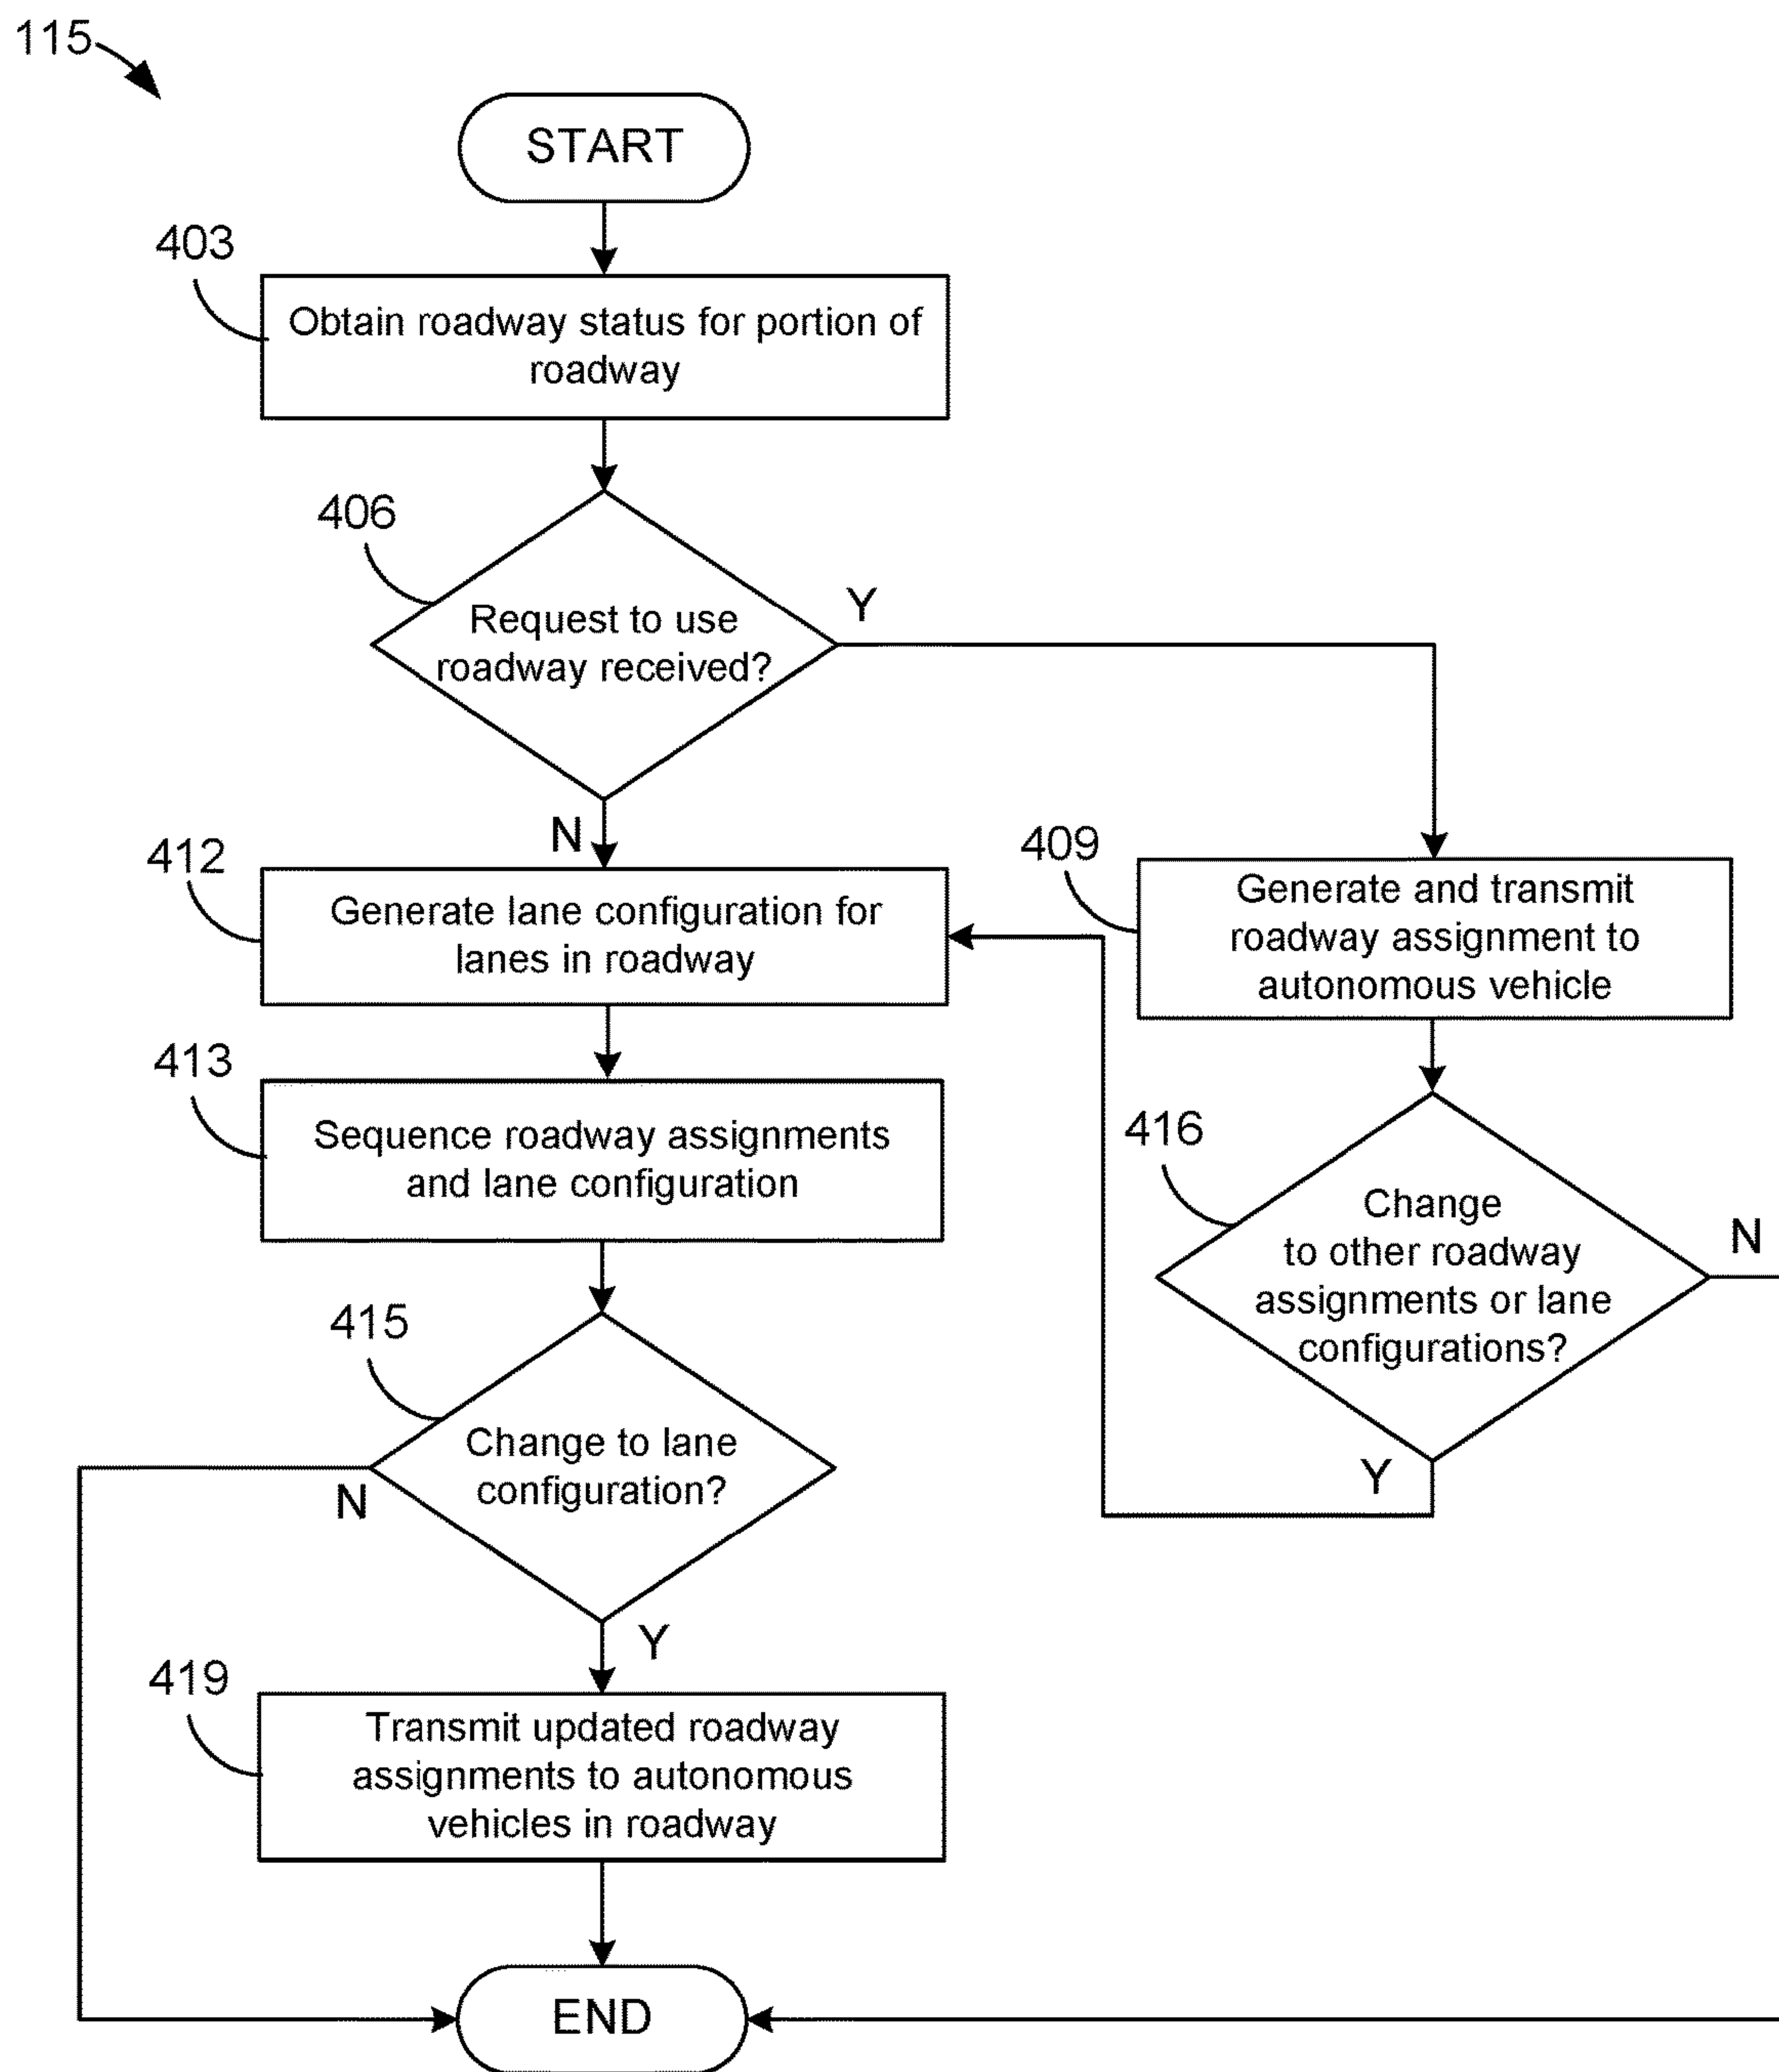 115
START
403
Obtain roadway status for portion of
roadway
406
Request to use
roadway received?
Y
N
412
Generate lane configuration for
lanes in roadway
409
Generate and transmit
roadway assignment to
autonomous vehicle
413
Sequence roadway assignments
and lane configuration
416
Change
to other roadway
assignments or lane
configurations?
N
Y
415
Change to lane
configuration?
N
Y
419
Transmit updated roadway
assignments to autonomous
vehicles in roadway
END